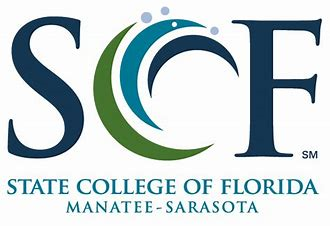 SCF
SM
STATE COLLEGE OF FLORIDA
MANATEE-SARASOTA